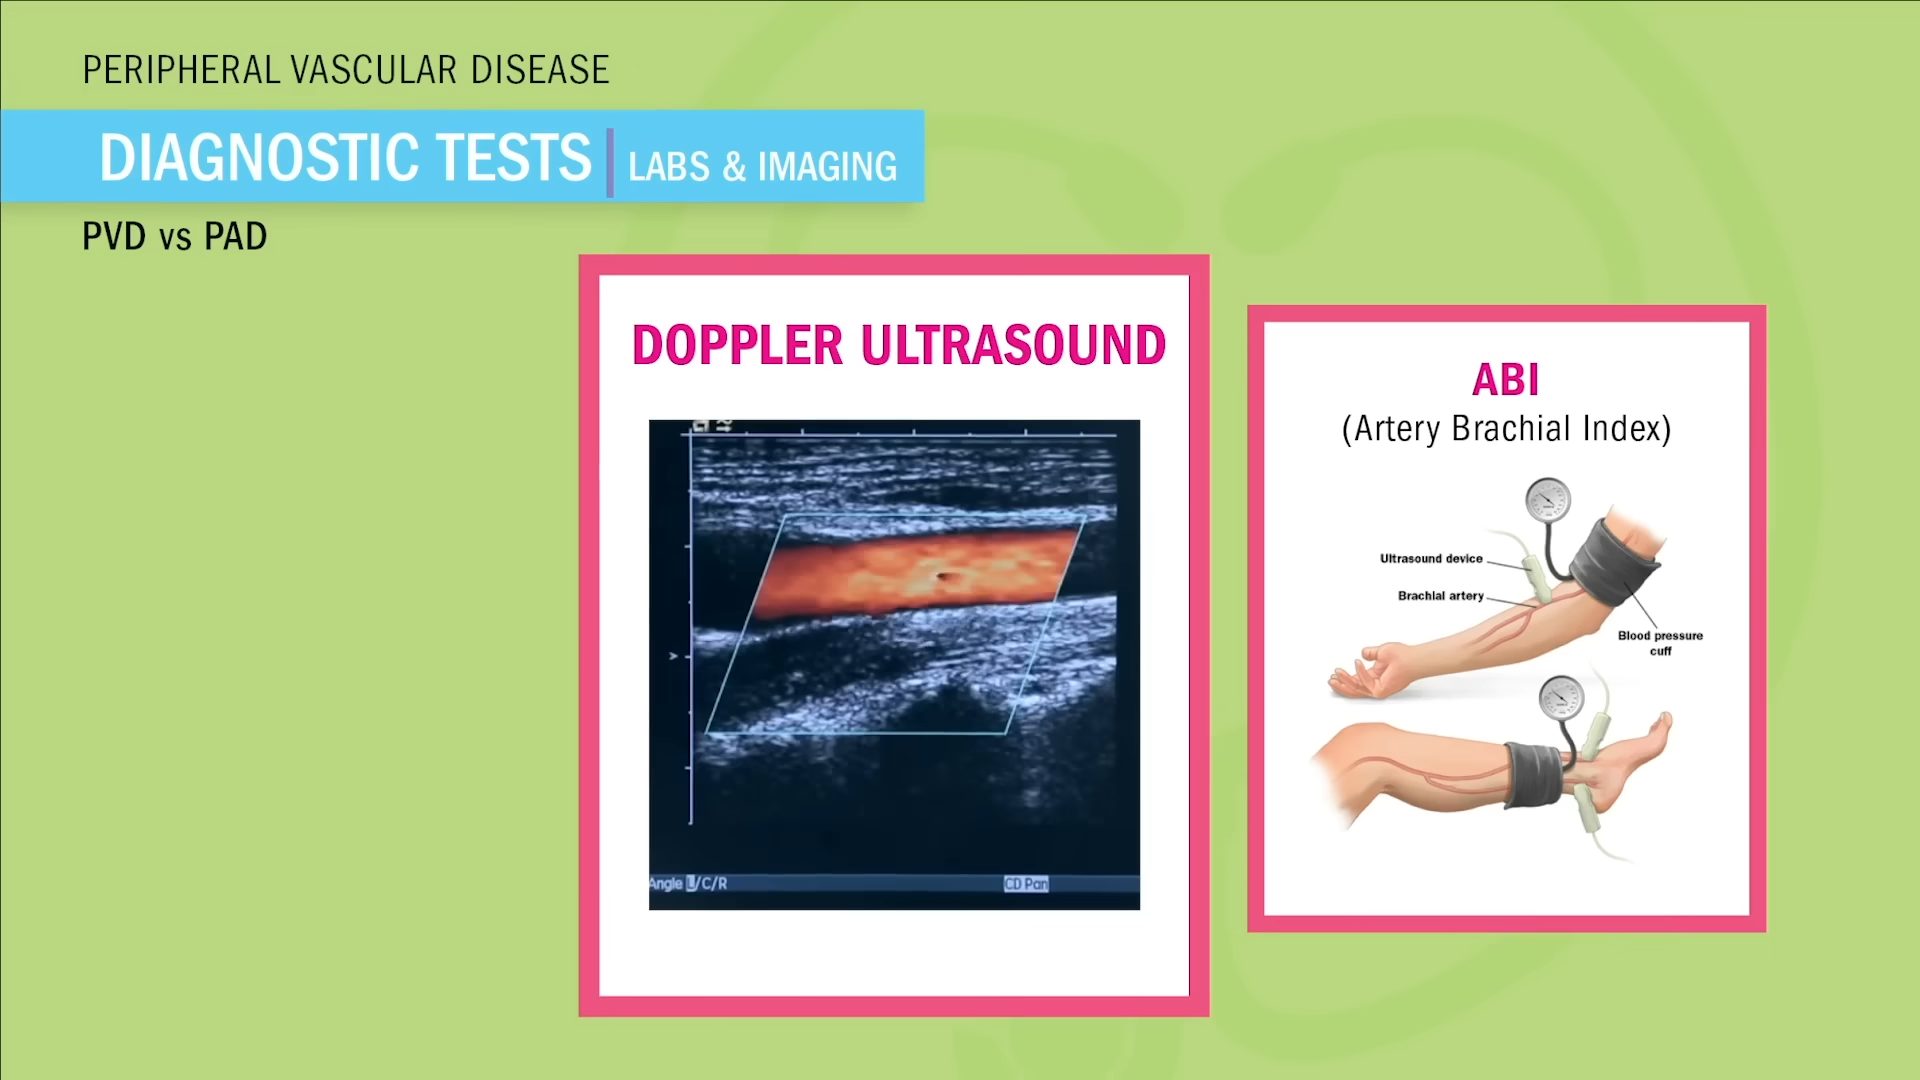 PERIPHERAL VASCULAR DISEASE
DIAGNOSTIC TESTS | LABS & IMAGING
PVD vs PAD
DOPPLER ULTRASOUND
Angle L/C/R
CD Pan
ABI
(Artery Brachial Index)
Ultrasound device
Brachial artery
Blood pressure
cuff